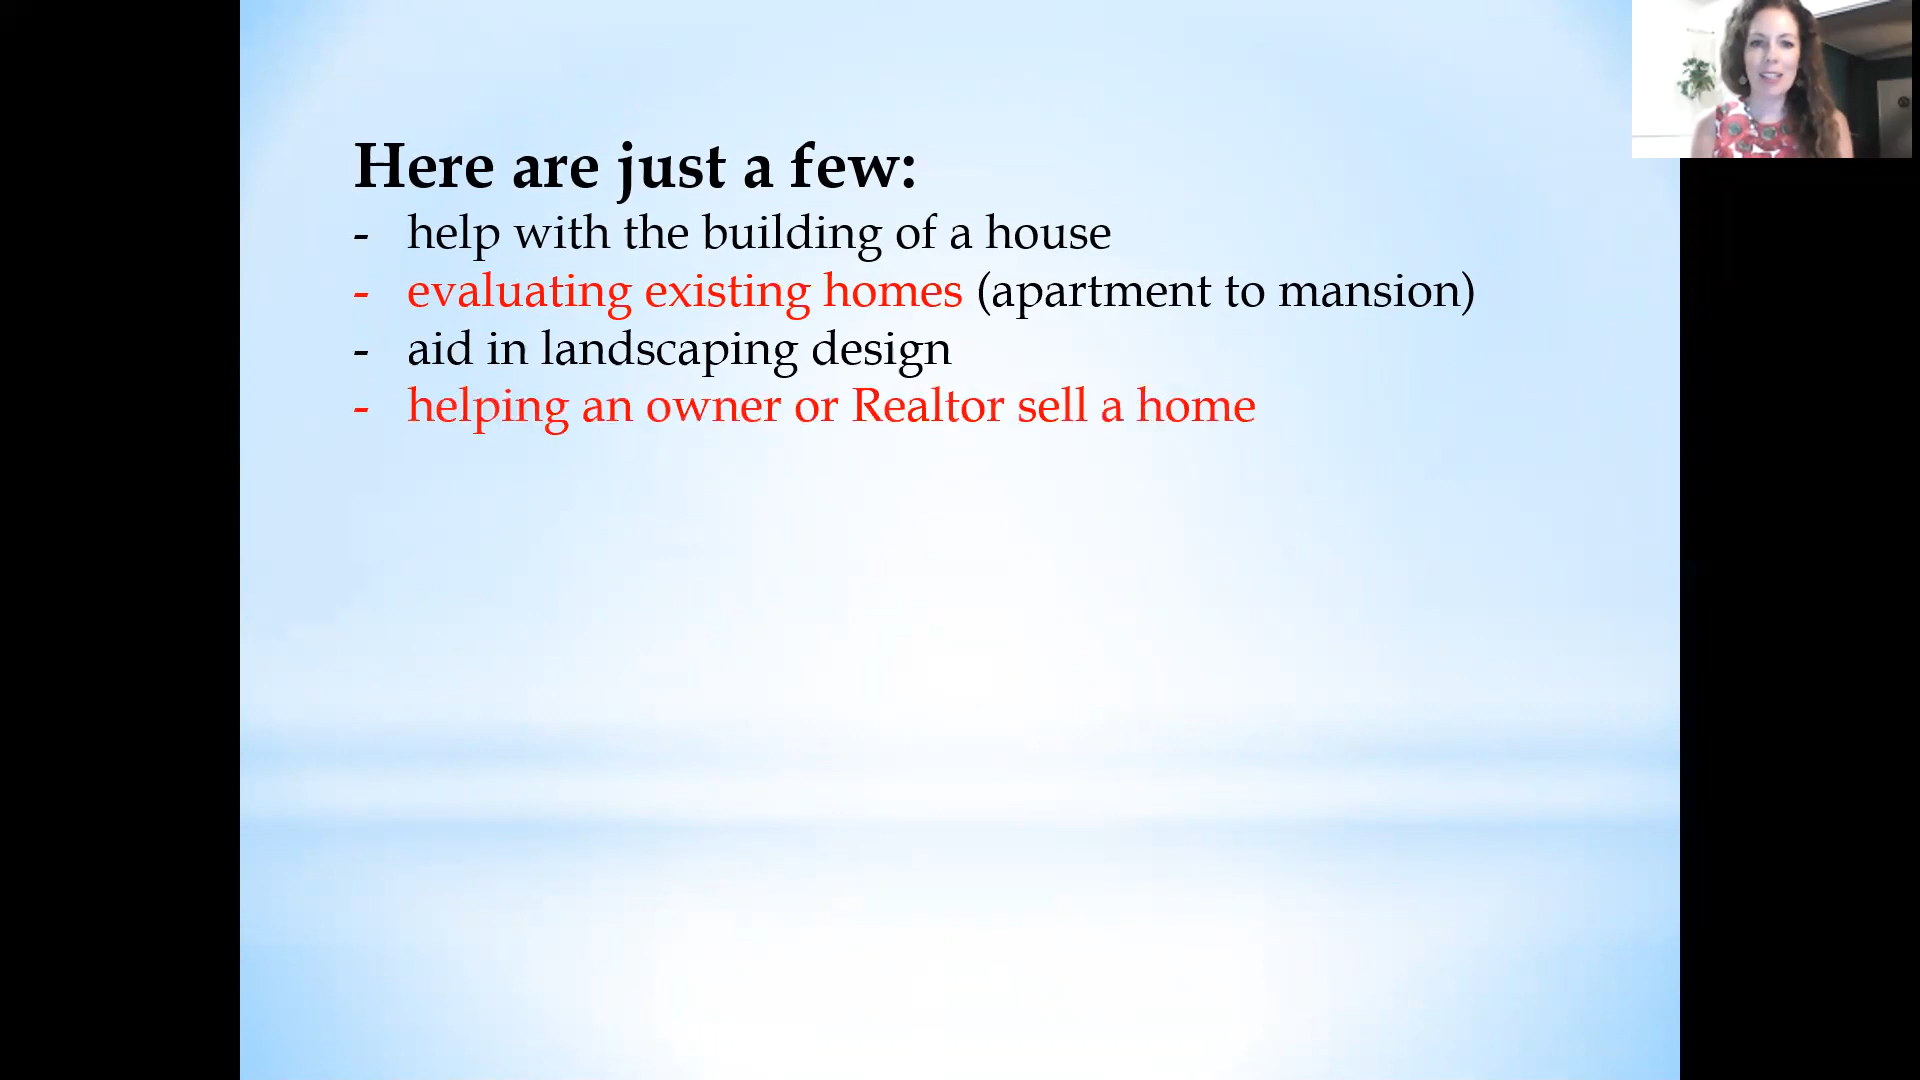 Here are just a few:
- help with the building of a house
- evaluating existing homes (apartment to mansion)
- aid in landscaping design
- helping an owner or Realtor sell a home